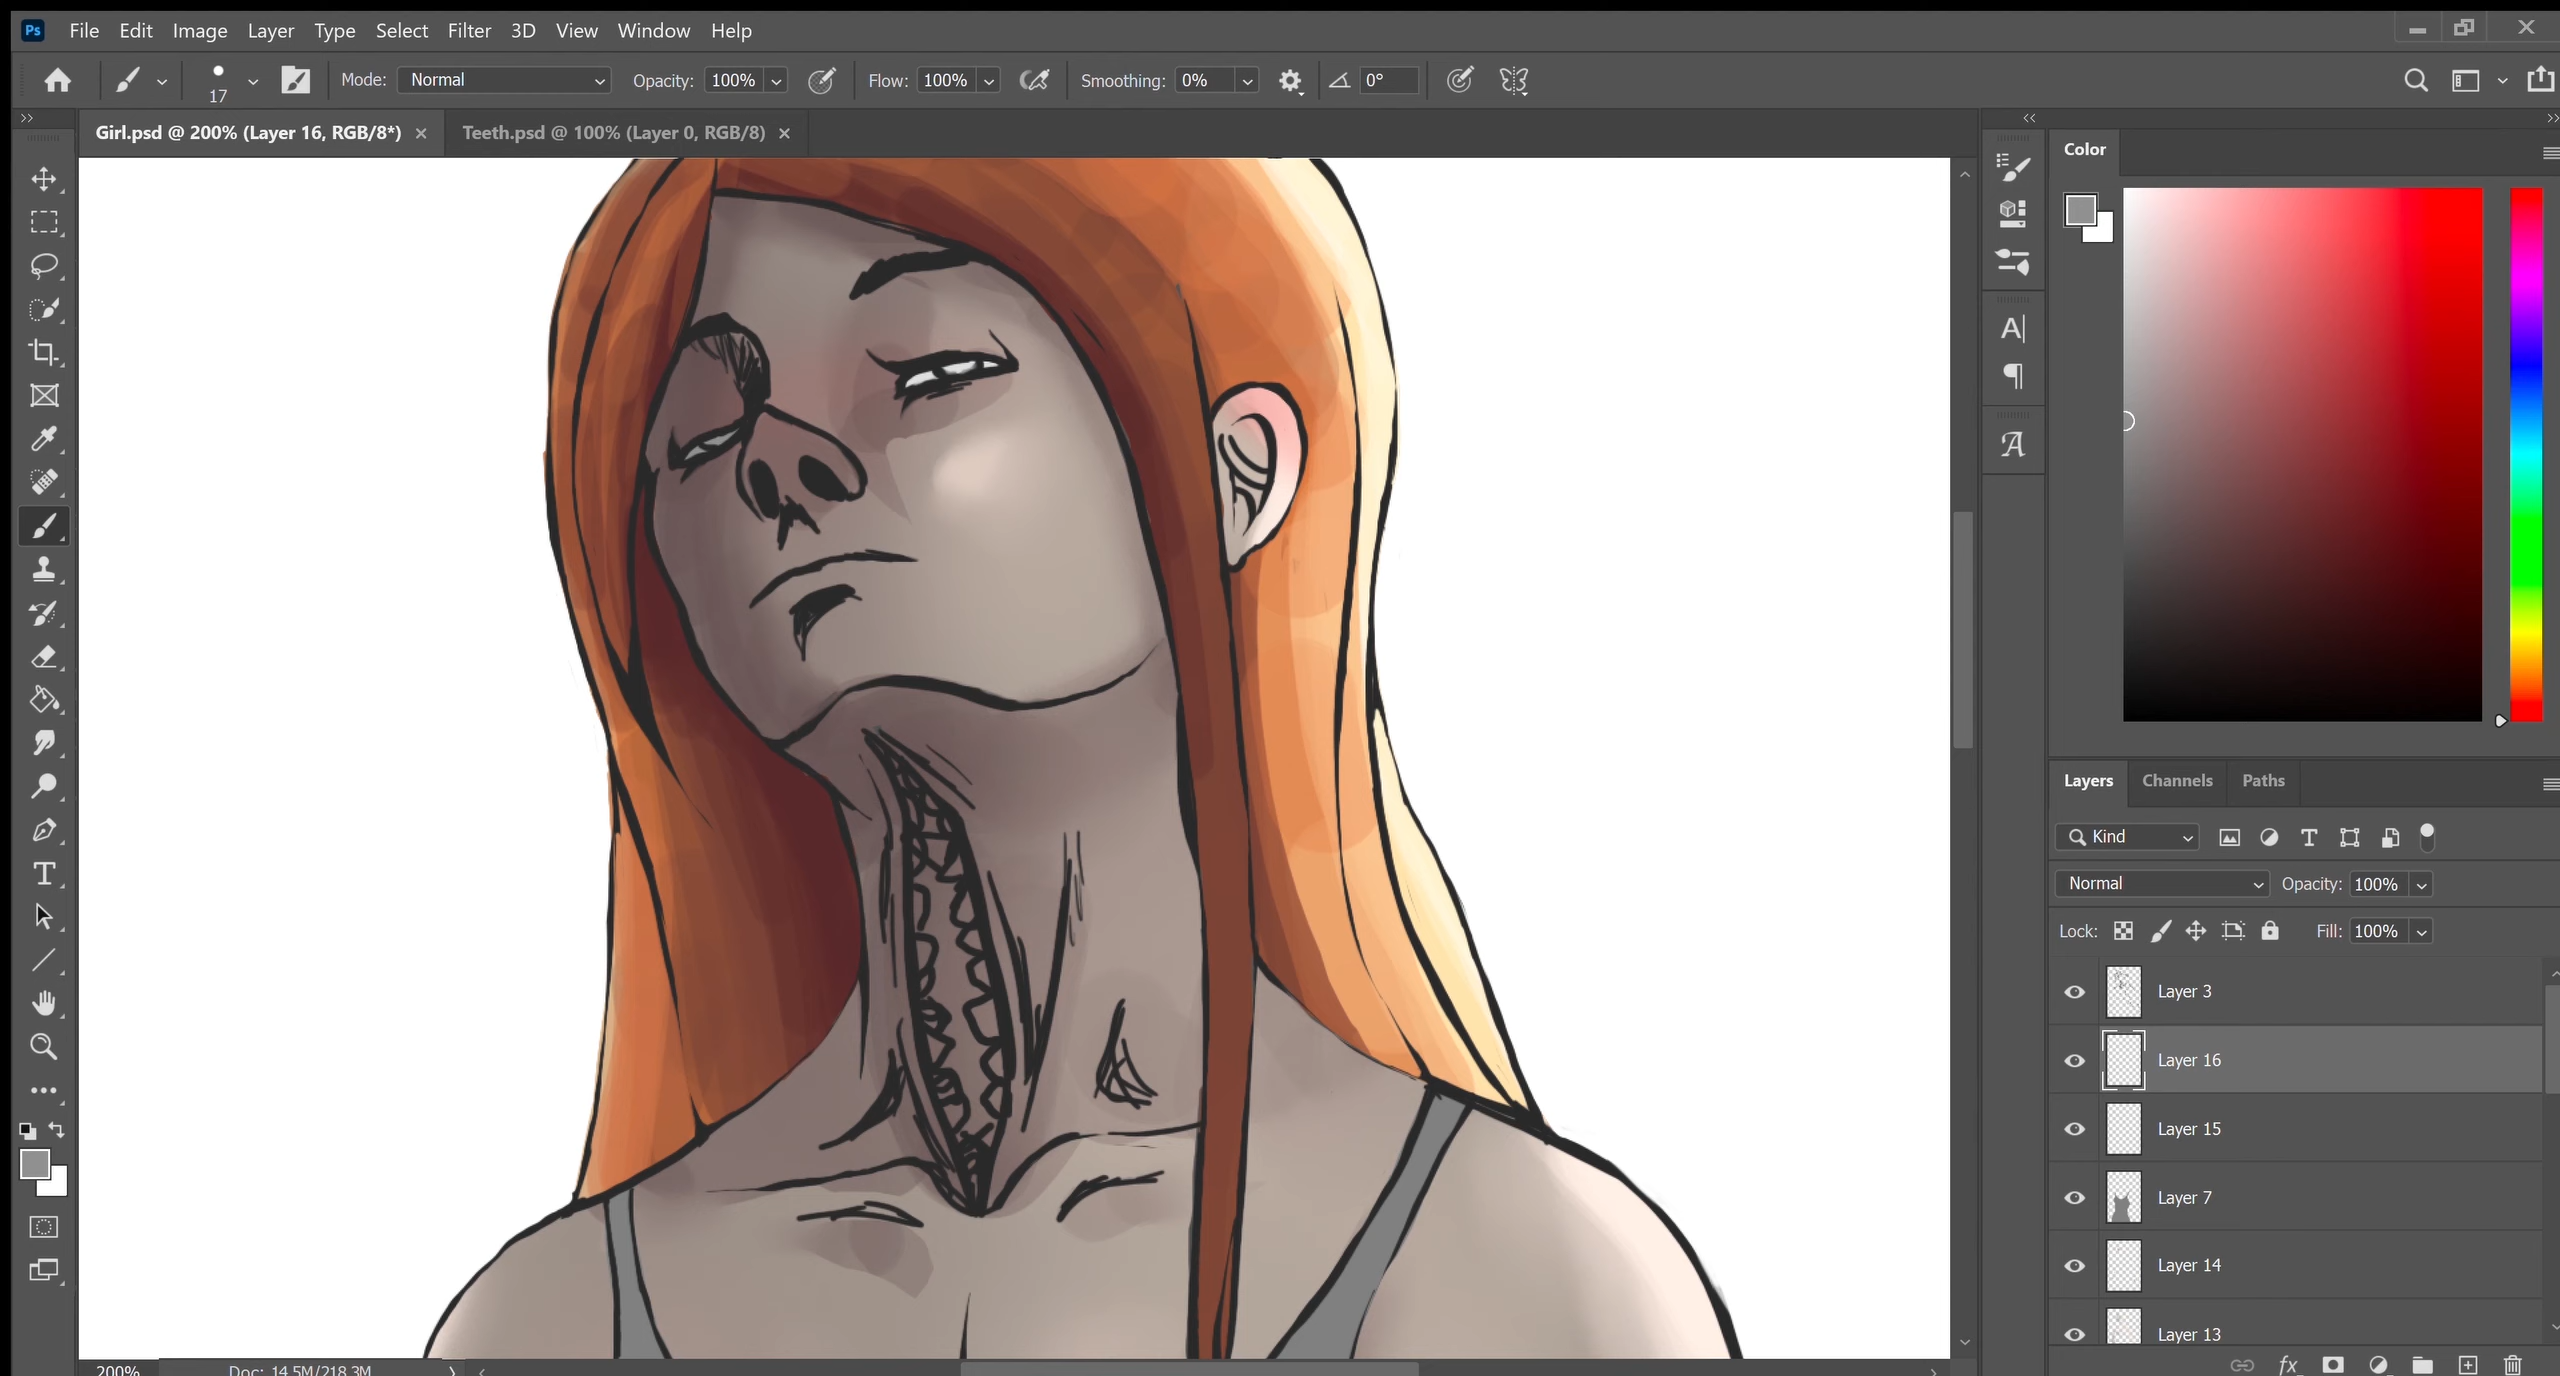 Ps File Edit Image Layer Type Select Filter 3D View Window Help
17 Mode: Normal Opacity: 100% Flow: 100% Smoothing: 0% 0°
Girl.psd @ 200% (Layer 16, RGB/8*) Teeth.psd @ 100% (Layer 0, RGB/8)
Color
Layers Channels Paths
Kind
Normal Opacity: 100%
Lock: Fill: 100%
Layer 3
Layer 16
Layer 15
Layer 7
Layer 14
Layer 13
200% Doc: 14.5M/218.3M
fx